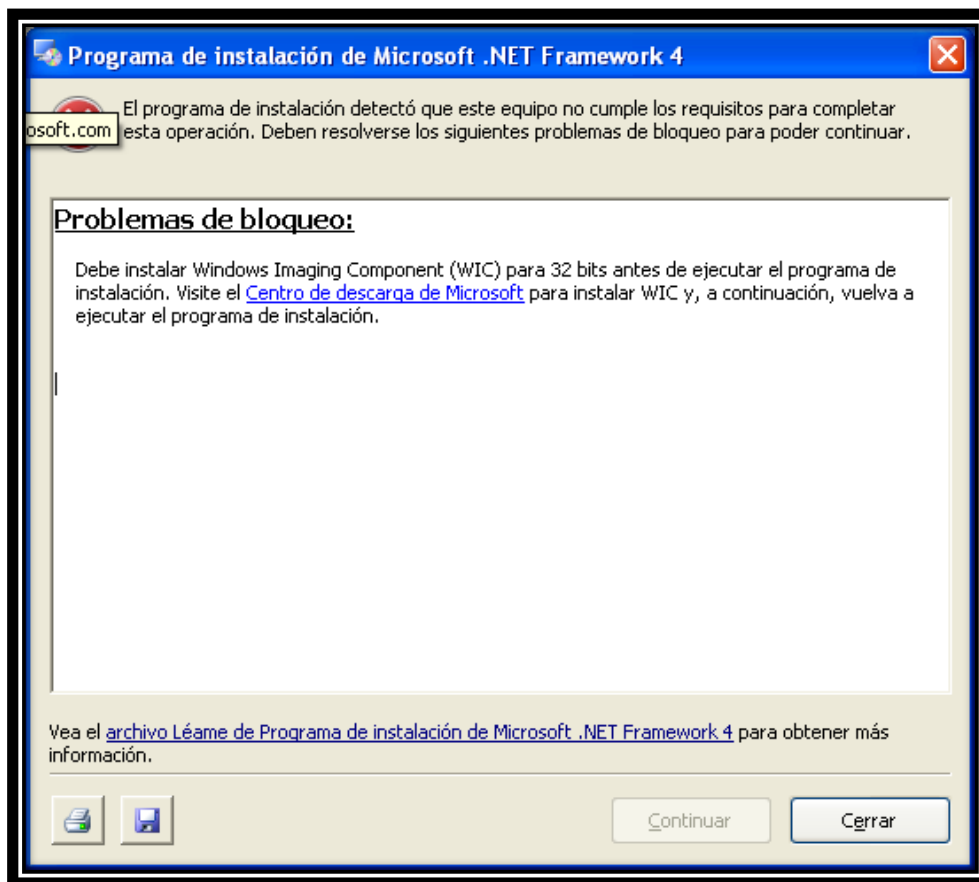 Programa de instalación de Microsoft .NET Framework 4
El programa de instalación detectó que este equipo no cumple los requisitos para completar
osoft.com
esta operación. Deben resolverse los siguientes problemas de bloqueo para poder continuar.
Problemas de bloqueo:
Debe instalar Windows Imaging Component (WIC) para 32 bits antes de ejecutar el programa de
instalación. Visite el Centro de descarga de Microsoft para instalar WIC y, a continuación, vuelva a
ejecutar el programa de instalación.
Vea el archivo Léame de Programa de instalación de Microsoft .NET Framework 4 para obtener más
información.
Continuar
Cerrar